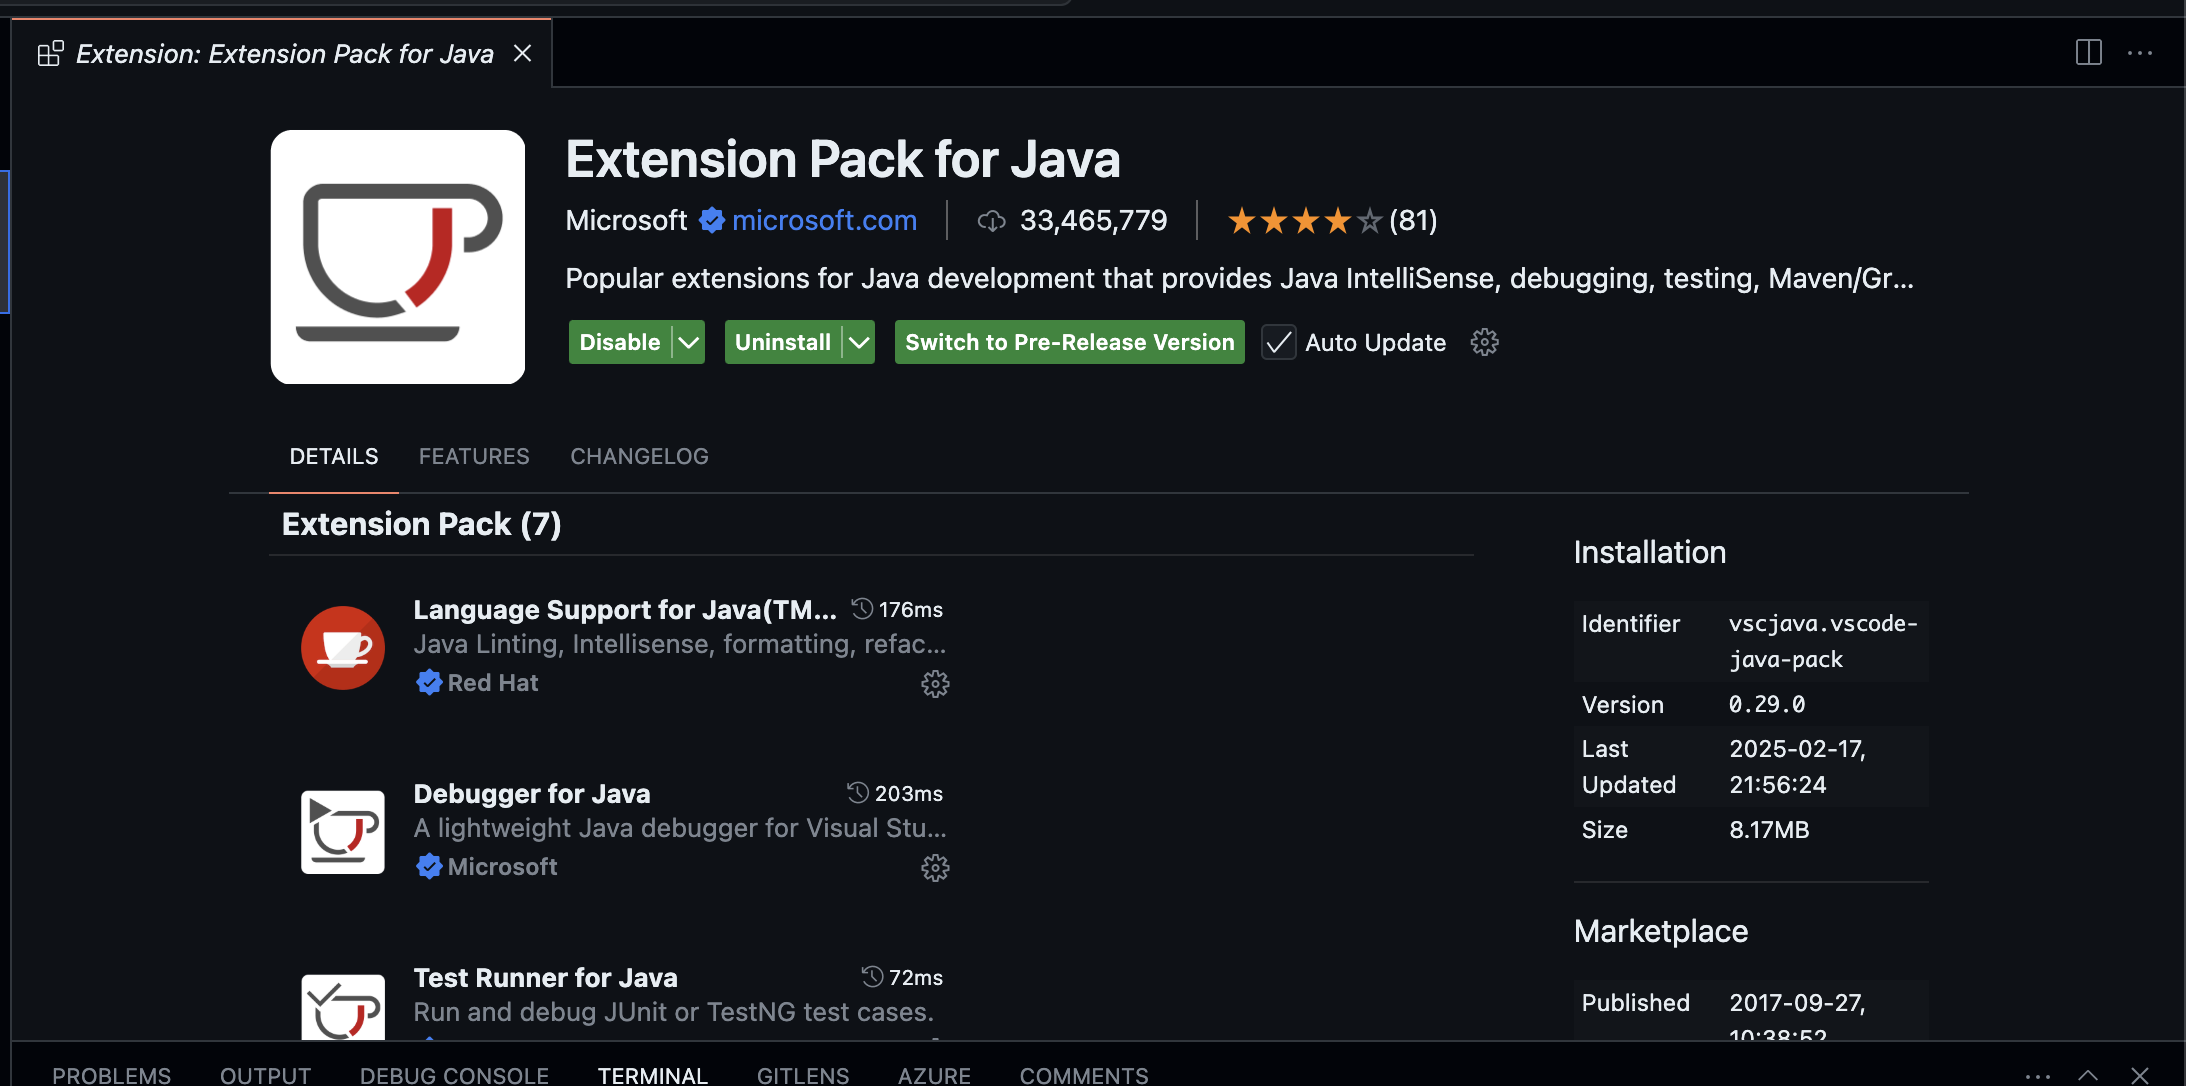 Extension: Extension Pack for Java
Extension Pack for Java
Microsoft microsoft.com 33,465,779 (81)
Popular extensions for Java development that provides Java IntelliSense, debugging, testing, Maven/Gr...
Disable Uninstall Switch to Pre-Release Version Auto Update
DETAILS FEATURES CHANGELOG
Extension Pack (7)
Language Support for Java(TM... 176ms
Java Linting, Intellisense, formatting, refac...
Red Hat
Debugger for Java 203ms
A lightweight Java debugger for Visual Stu...
Microsoft
Test Runner for Java 72ms
Run and debug JUnit or TestNG test cases.
Installation
Identifier vscjava.vscode-
java-pack
Version 0.29.0
Last 2025-02-17,
Updated 21:56:24
Size 8.17MB
Marketplace
Published 2017-09-27,
10:38:52
PROBLEMS OUTPUT DEBUG CONSOLE TERMINAL GITLENS AZURE COMMENTS